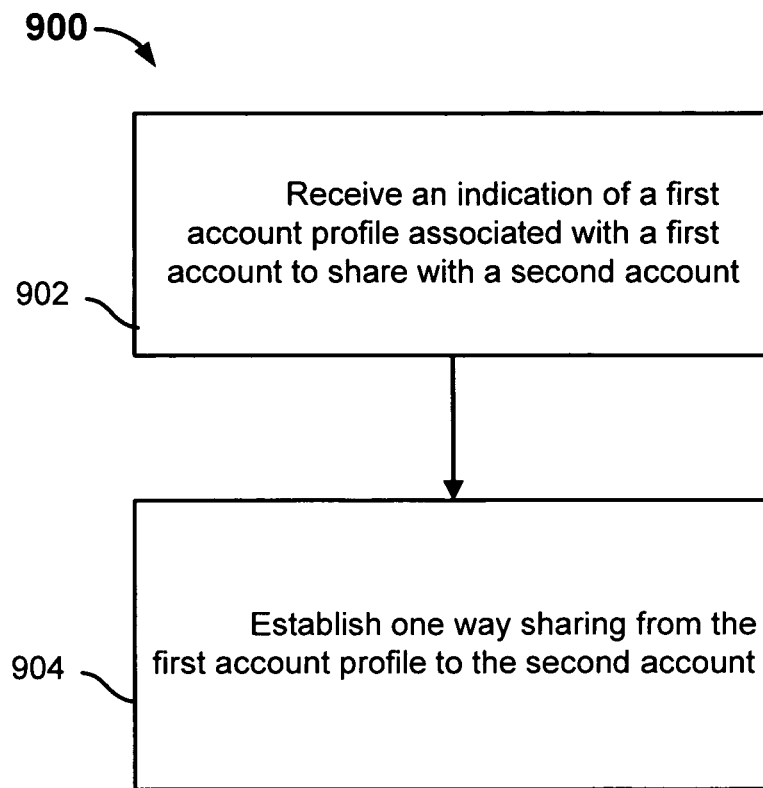 900
Receive an indication of a first
account profile associated with a first
account to share with a second account
902
Establish one way sharing from the
first account profile to the second account
904